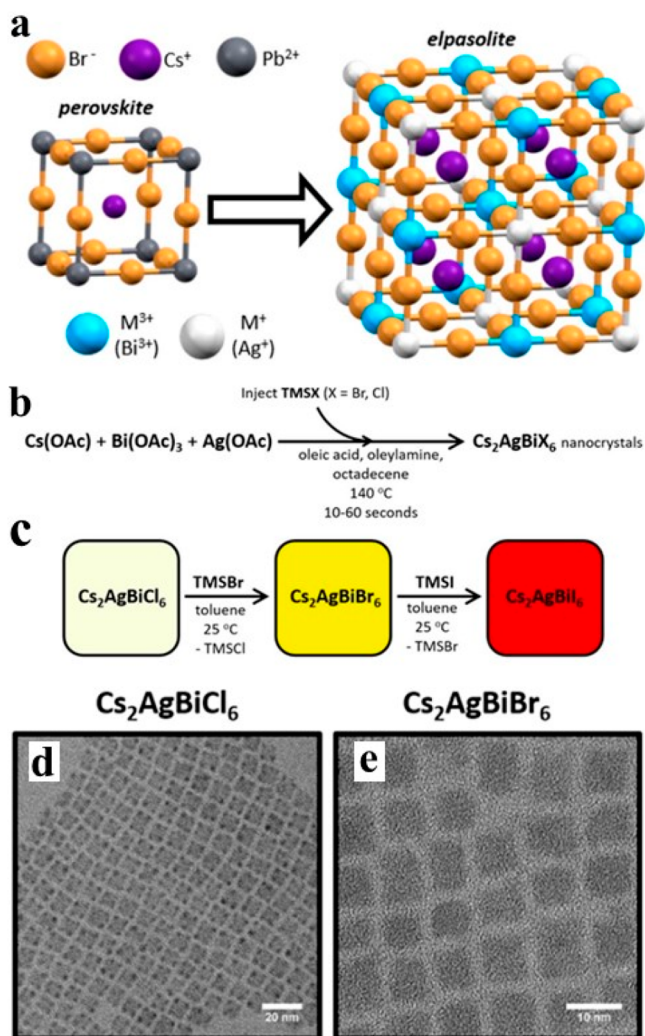 a
Br⁻ Cs⁺ Pb²⁺
perovskite
elpasolite
M³⁺ M⁺
(Bi³⁺) (Ag⁺)
b
Inject TMSX (X = Br, Cl)
Cs(OAc) + Bi(OAc)₃ + Ag(OAc) Cs₂AgBiX₆ nanocrystals
oleic acid, oleylamine,
octadecene
140 °C
10-60 seconds
c
Cs₂AgBiCl₆ TMSBr Cs₂AgBiBr₆ TMSI Cs₂AgBiI₆
toluene toluene
25 °C 25 °C
- TMSCl - TMSBr
Cs₂AgBiCl₆ Cs₂AgBiBr₆
d e
20 nm 10 nm